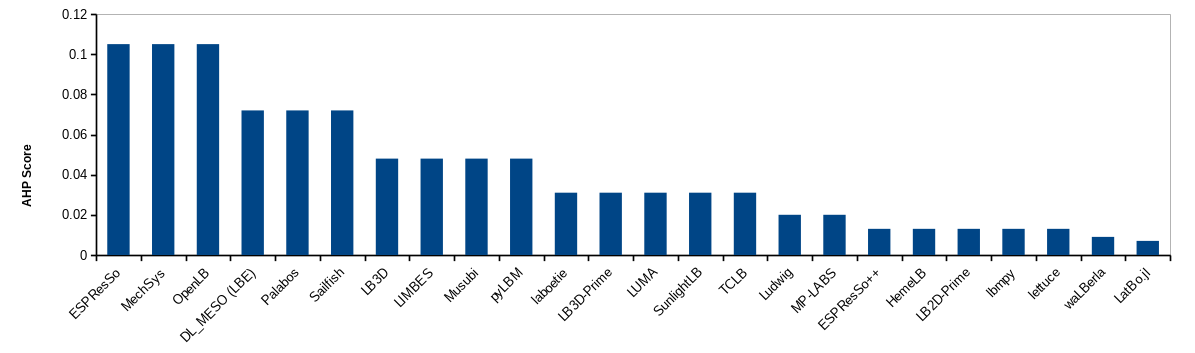 0.12
0.1
0.08
0.06
0.04
0.02
0
AHP Score
ESPResSo
MechSys
OpenLB
DL_MESO (LBE)
Palabos
Sailfish
LB3D
LIMBES
Musubi
pyLBM
laboetie
LB3D-Prime
LUMA
SunlightLB
TCLB
Ludwig
MP-LABS
ESPResSo++
HemeLB
LB2D-Prime
lbmpy
lettuce
waLBerla
LatBo.jl